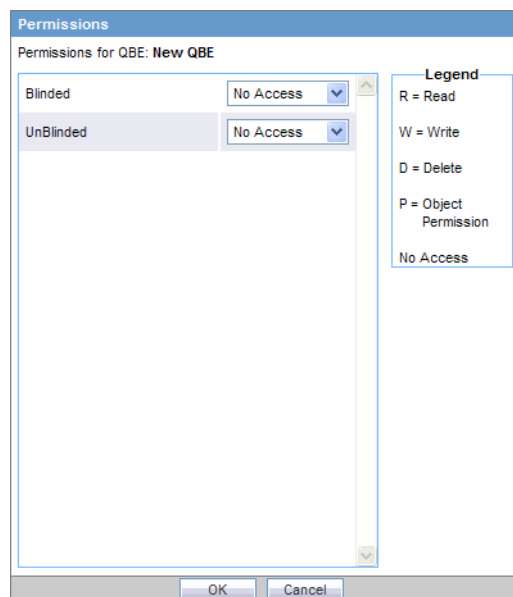 Permissions
Permissions for QBE: New QBE
Blinded
No Access
UnBlinded
No Access
Legend
R = Read
W = Write
D = Delete
P = Object
Permission
No Access
OK
Cancel